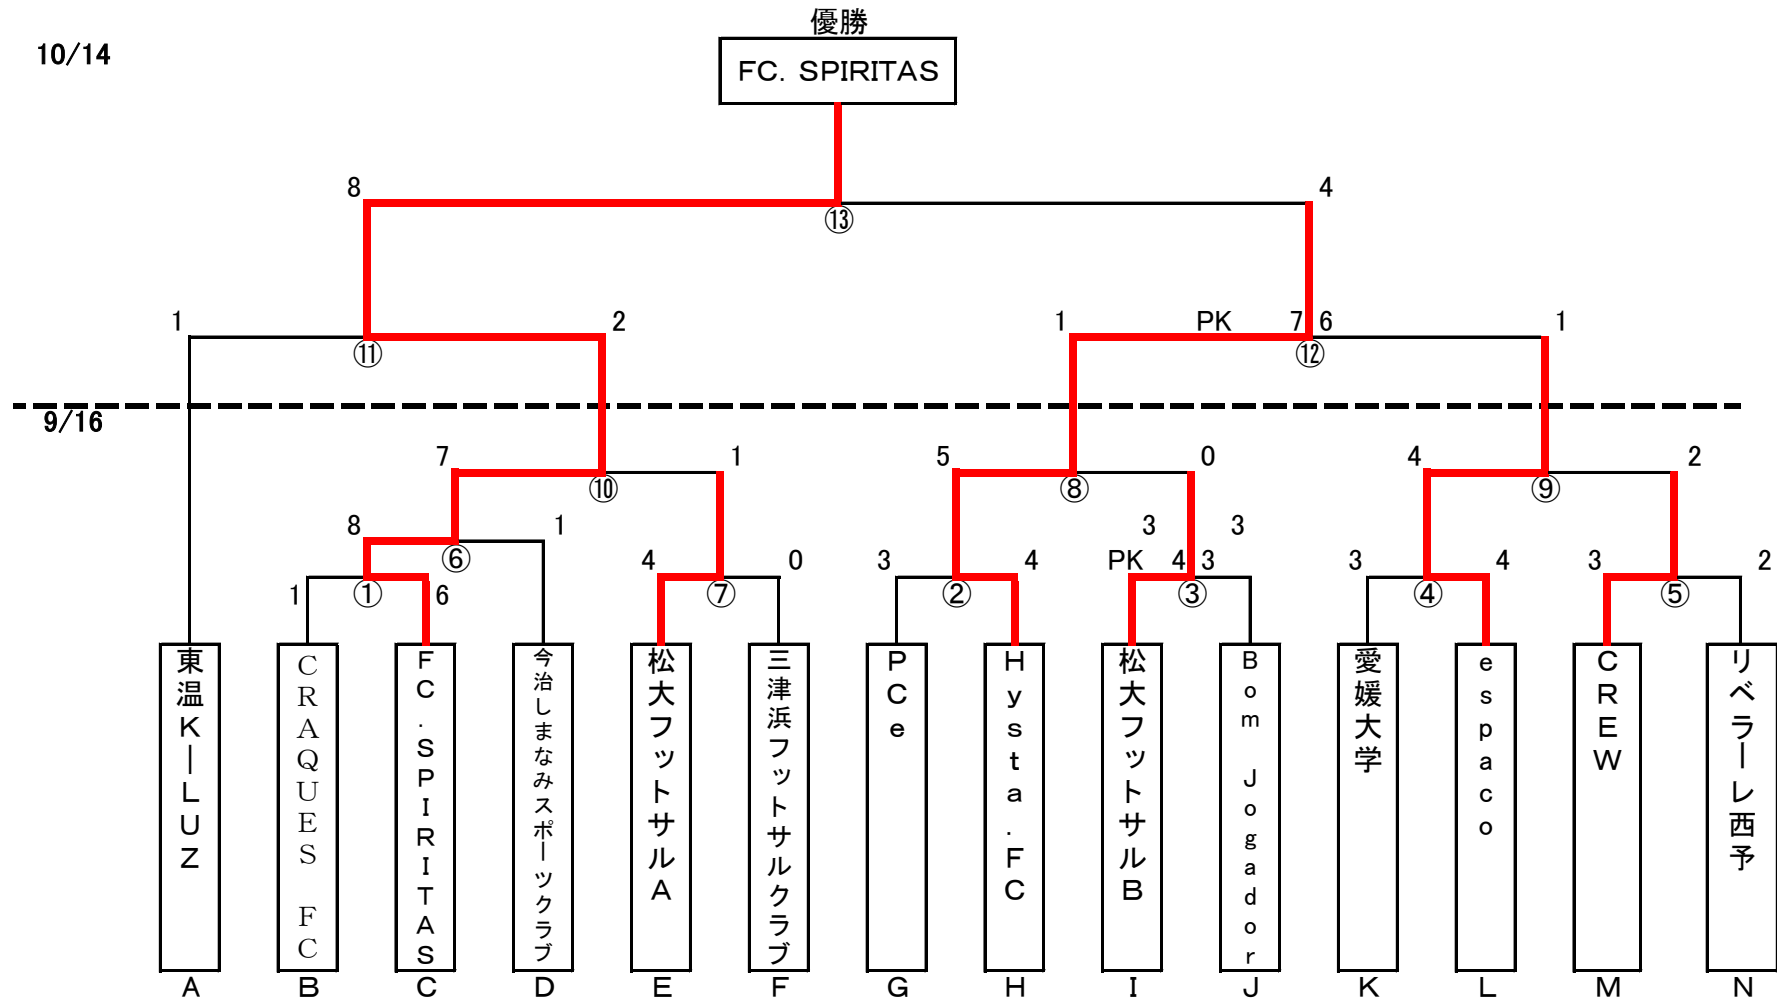 優勝
10/14
FC. SPIRITAS
8
4
⑬
1
2
1
PK
7
6
1
⑪
⑫
9/16
7
1
5
0
4
2
⑩
⑧
⑨
8
1
3
3
⑥
4
0
3
4
PK
4
3
3
4
3
2
1
①
6
⑦
②
③
④
⑤
東温K―LUZ
CRAQUES FC
FC.SPIRITAS
今治しまなみスポーツクラブ
松大フットサルA
三津浜フットサルクラブ
PCe
Hysta.FC
松大フットサルB
Bom Jogador
愛媛大学
espaco
CREW
リベラーレ西予
A
B
C
D
E
F
G
H
I
J
K
L
M
N